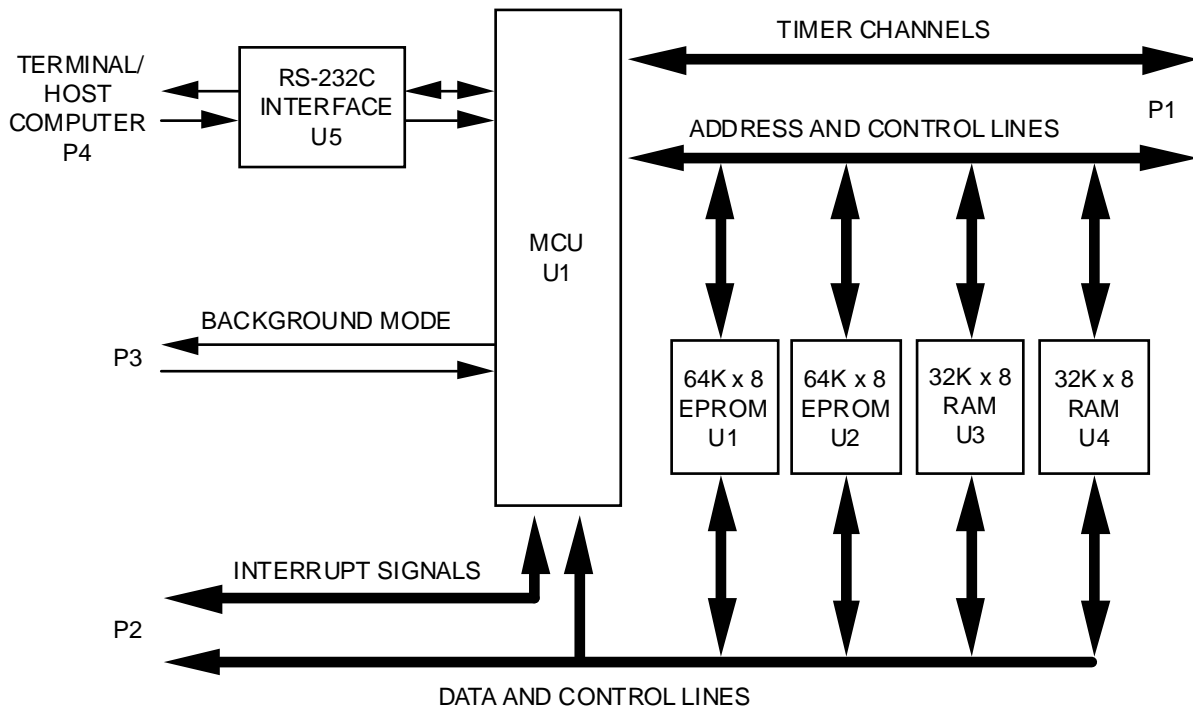 TIMER CHANNELS
TERMINAL/
HOST
COMPUTER
P4
RS-232C
INTERFACE
U5
P1
ADDRESS AND CONTROL LINES
MCU
U1
BACKGROUND MODE
P3
64K x 8
EPROM
U1
64K x 8
EPROM
U2
32K x 8
RAM
U3
32K x 8
RAM
U4
INTERRUPT SIGNALS
P2
DATA AND CONTROL LINES